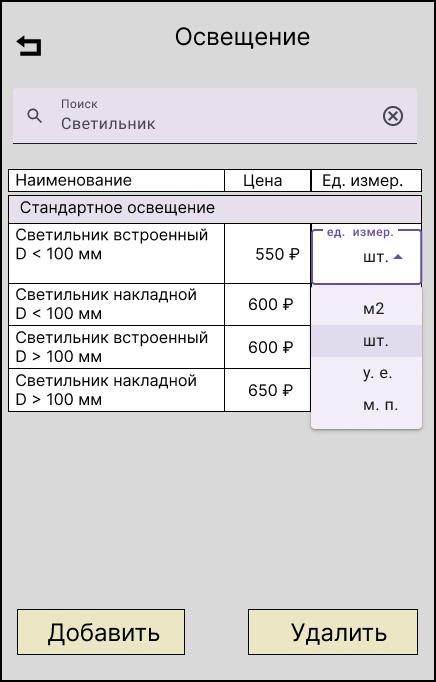 Освещение
Поиск
Светильник
Наименование Цена Ед. измер.
Стандартное освещение
Светильник встроенный
D < 100 мм
550 ₽
ед. измер.
шт.
Светильник накладной
D < 100 мм
600 ₽
Светильник встроенный
D > 100 мм
600 ₽
Светильник накладной
D > 100 мм
650 ₽
м2
шт.
у. е.
м. п.
Добавить Удалить